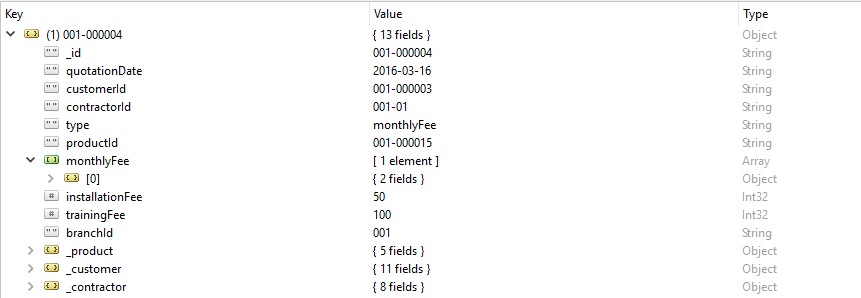 Key Value Type
(1) 001-000004 { 13 fields } Object
_id 001-000004 String
quotationDate 2016-03-16 String
customerId 001-000003 String
contractorId 001-01 String
type monthlyFee String
productId 001-000015 String
monthlyFee [ 1 element ] Array
[0] { 2 fields } Object
installationFee 50 Int32
trainingFee 100 Int32
branchId 001 String
_product { 5 fields } Object
_customer { 11 fields } Object
_contractor { 8 fields } Object